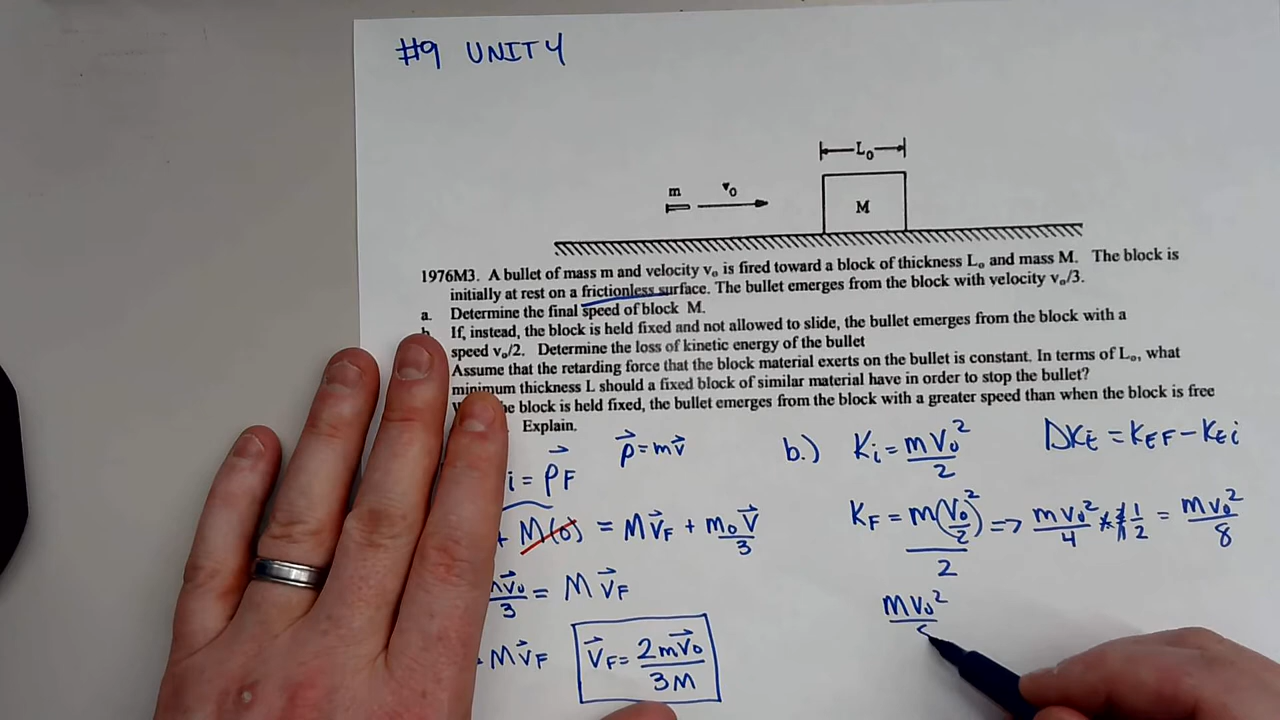 #9 UNITY
L₀
m
v₀
M
1976M3. A bullet of mass m and velocity v₀ is fired toward a block of thickness L₀ and mass M. The block is
initially at rest on a frictionless surface. The bullet emerges from the block with velocity v₀/3.
a. Determine the final speed of block M.
If, instead, the block is held fixed and not allowed to slide, the bullet emerges from the block with a
speed v₀/2. Determine the loss of kinetic energy of the bullet
Assume that the retarding force that the block material exerts on the bullet is constant. In terms of L₀, what
minimum thickness L should a fixed block of similar material have in order to stop the bullet?
block is held fixed, the bullet emerges from the block with a greater speed than when the block is free
Explain.
p⃗ = mv⃗
i = p⃗F
+ M(0) = Mv⃗F + m₀v⃗/3
v⃗₀/3 = Mv⃗F
Mv⃗F
v⃗F = 2mv⃗₀/3M
b.) Ki = mv₀²/2
ΔKE = KEF − KEi
KF = m(v₀/2)²/2 => mv₀²/4 * 1/2 = mv₀²/8
mv₀²